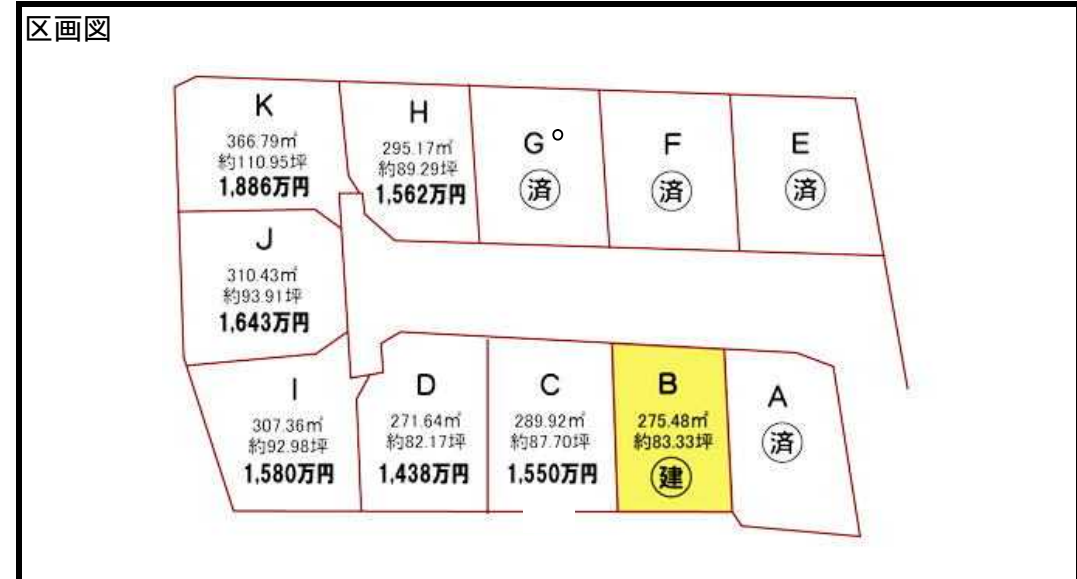 区画図
K
366.79㎡
約110.95坪
1,886万円
H
295.17㎡
約89.29坪
1,562万円
G
済
F
済
E
済
J
310.43㎡
約93.91坪
1,643万円
I
307.36㎡
約92.98坪
1,580万円
D
271.64㎡
約82.17坪
1,438万円
C
289.92㎡
約87.70坪
1,550万円
B
275.48㎡
約83.33坪
建
A
済